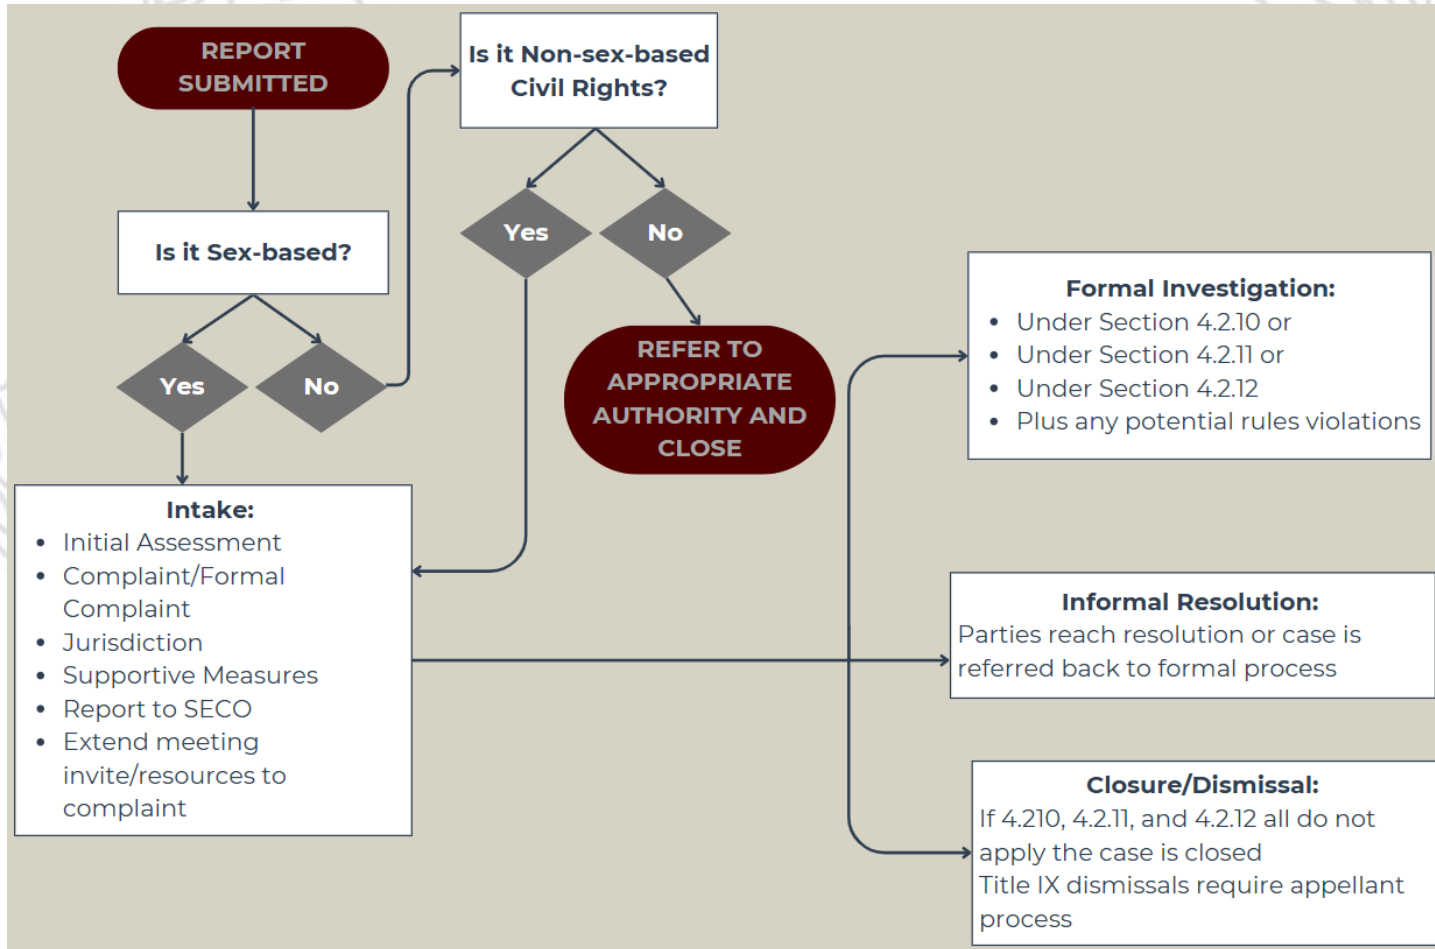 REPORT
SUBMITTED
Is it Sex-based?
Yes
No
Is it Non-sex-based
Civil Rights?
Yes
No
REFER TO
APPROPRIATE
AUTHORITY AND
CLOSE
Intake:
• Initial Assessment
• Complaint/Formal
Complaint
• Jurisdiction
• Supportive Measures
• Report to SECO
• Extend meeting
invite/resources to
complaint
Formal Investigation:
• Under Section 4.2.10 or
• Under Section 4.2.11 or
• Under Section 4.2.12
• Plus any potential rules violations
Informal Resolution:
Parties reach resolution or case is
referred back to formal process
Closure/Dismissal:
If 4.210, 4.2.11, and 4.2.12 all do not
apply the case is closed
Title IX dismissals require appellant
process